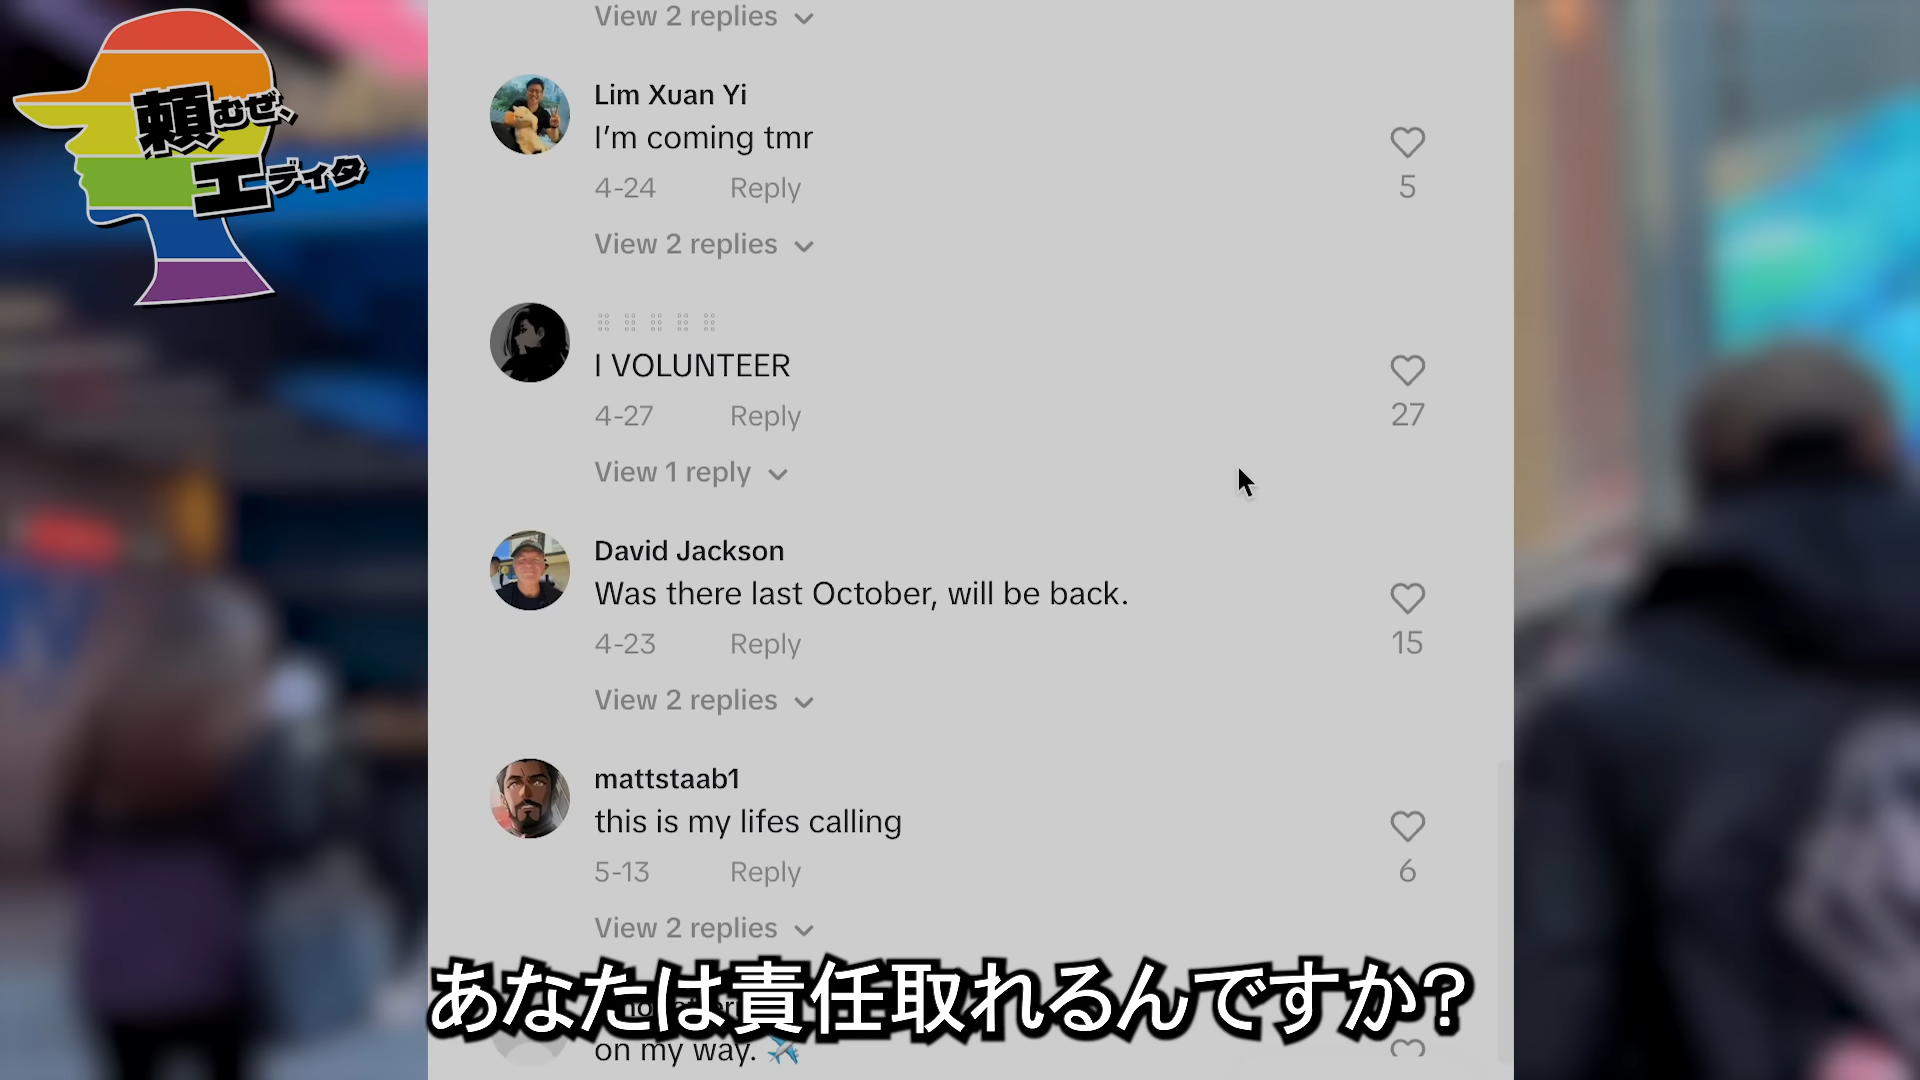 頼むぜ、
エディタ
View 2 replies
Lim Xuan Yi
I'm coming tmr
4-24 Reply
5
View 2 replies
I VOLUNTEER
4-27 Reply
27
View 1 reply
David Jackson
Was there last October, will be back.
4-23 Reply
15
View 2 replies
mattstaab1
this is my lifes calling
5-13 Reply
6
View 2 replies
あなたは責任取れるんですか?
on my way. ✈️